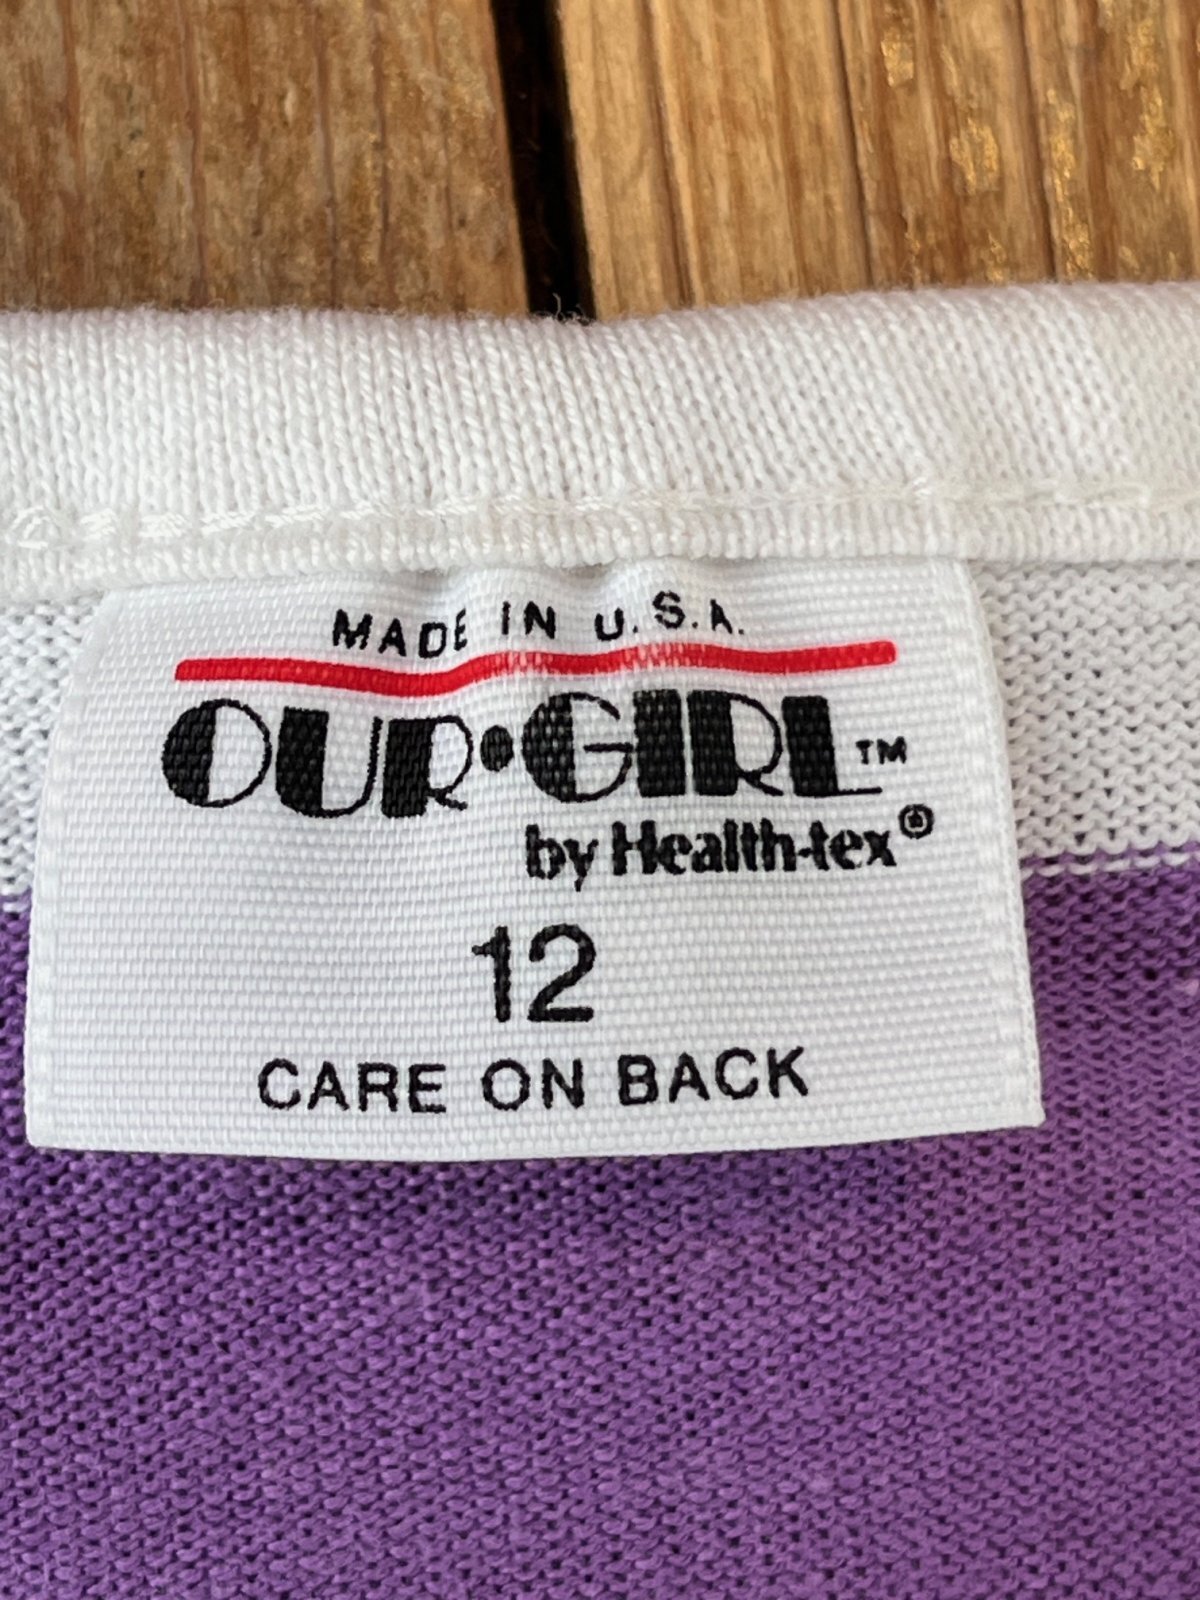 MADE IN U.S.A.
OUR•GIRL™
by Health-tex®
12
CARE ON BACK